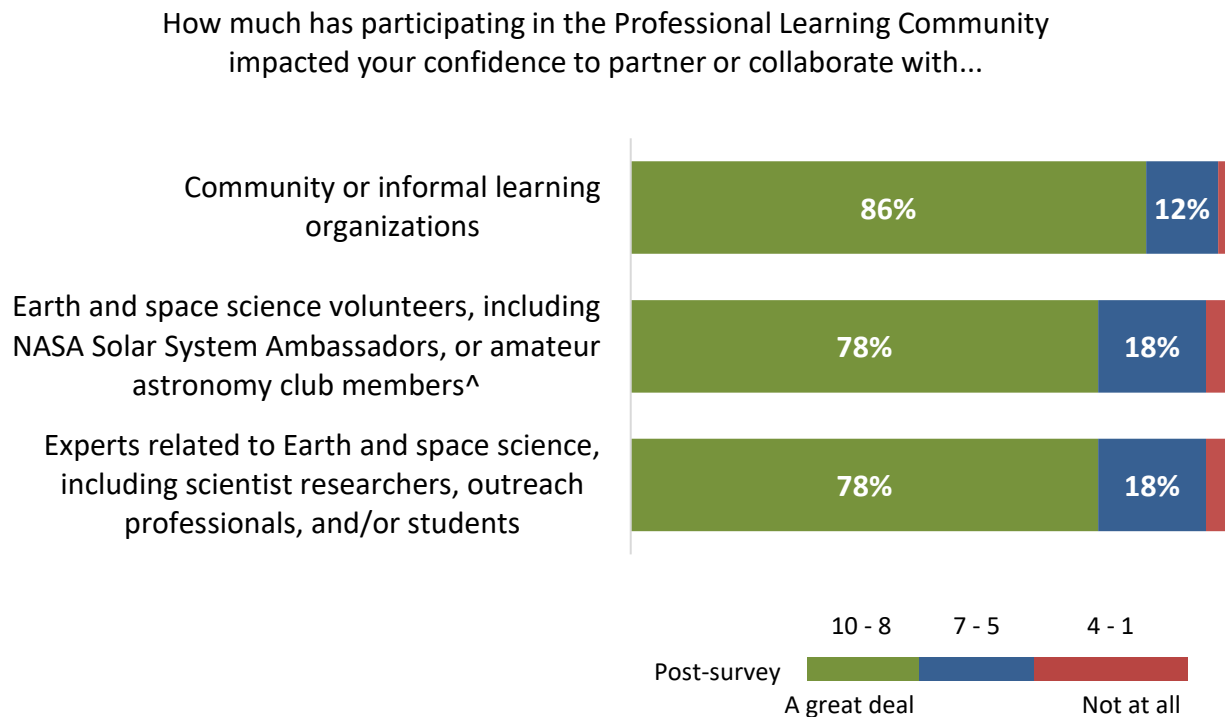 How much has participating in the Professional Learning Community
impacted your confidence to partner or collaborate with...
Community or informal learning
organizations
86%
12%
Earth and space science volunteers, including
NASA Solar System Ambassadors, or amateur
astronomy club members^
78%
18%
Experts related to Earth and space science,
including scientist researchers, outreach
professionals, and/or students
78%
18%
10 - 8
7 - 5
4 - 1
Post-survey
A great deal
Not at all